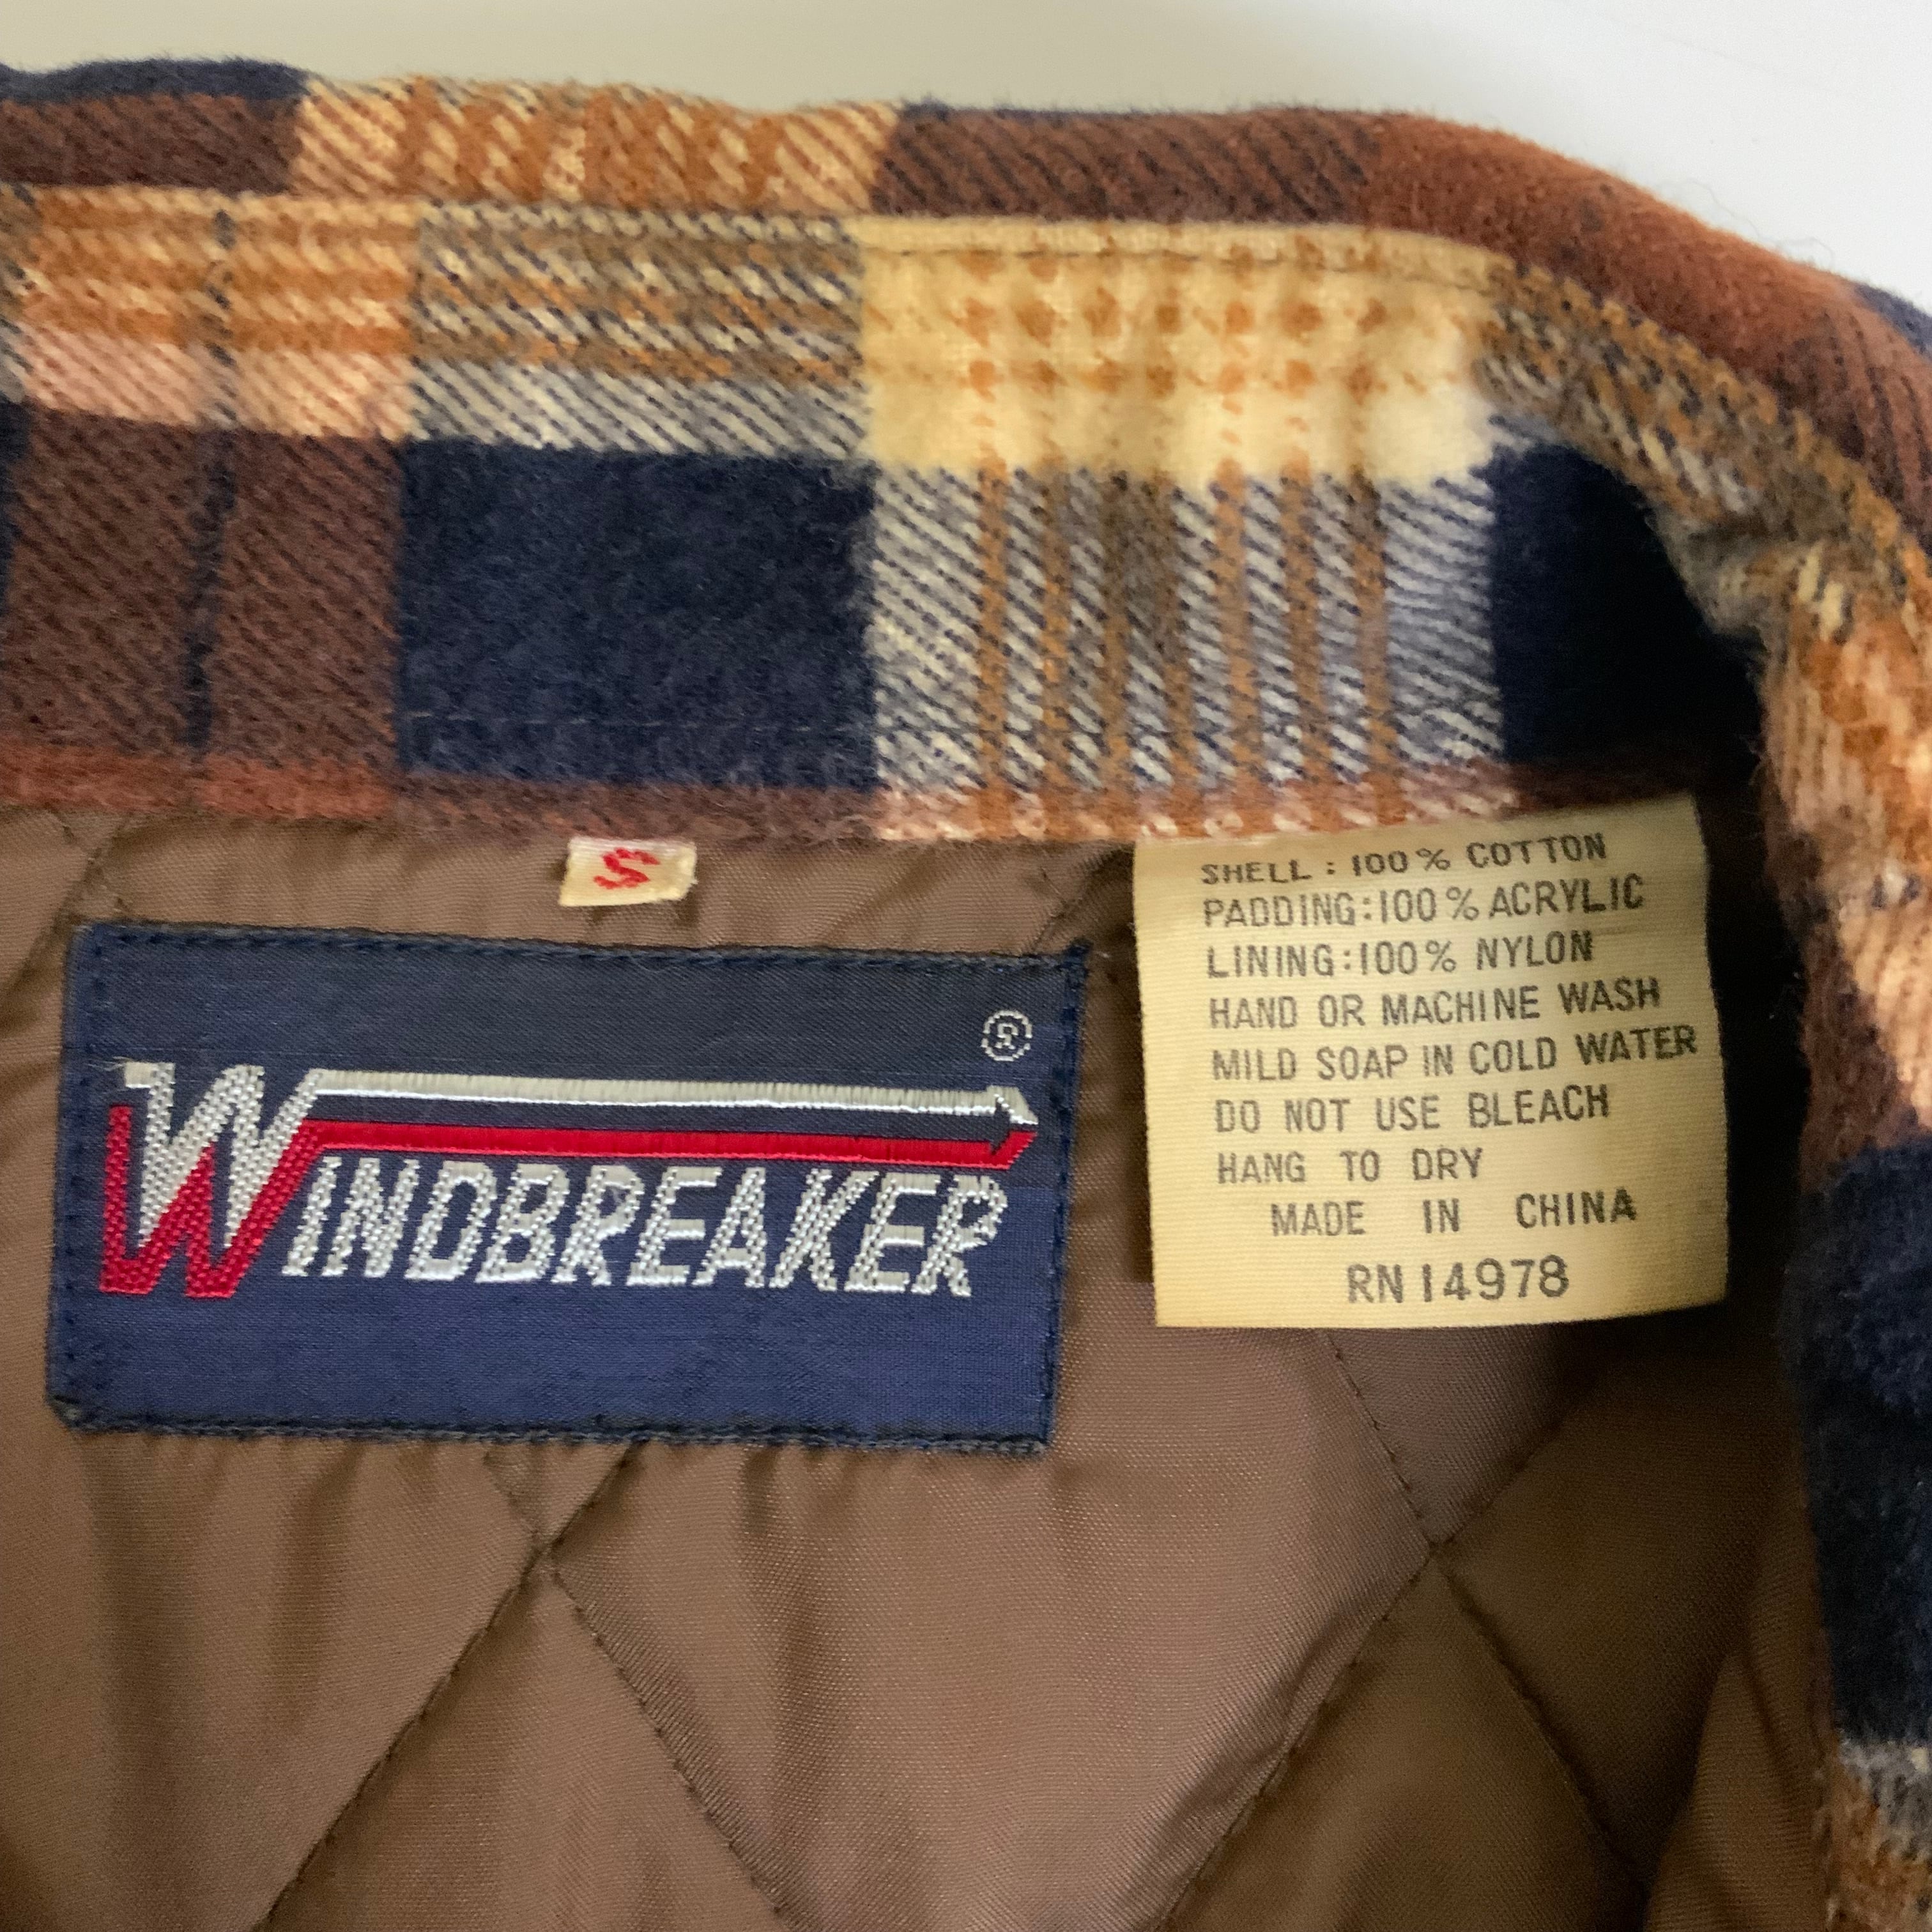 S
WINDBREAKER ®
SHELL : 100% COTTON
PADDING:100% ACRYLIC
LINING:100% NYLON
HAND OR MACHINE WASH
MILD SOAP IN COLD WATER
DO NOT USE BLEACH
HANG TO DRY
MADE IN CHINA
RN 14978